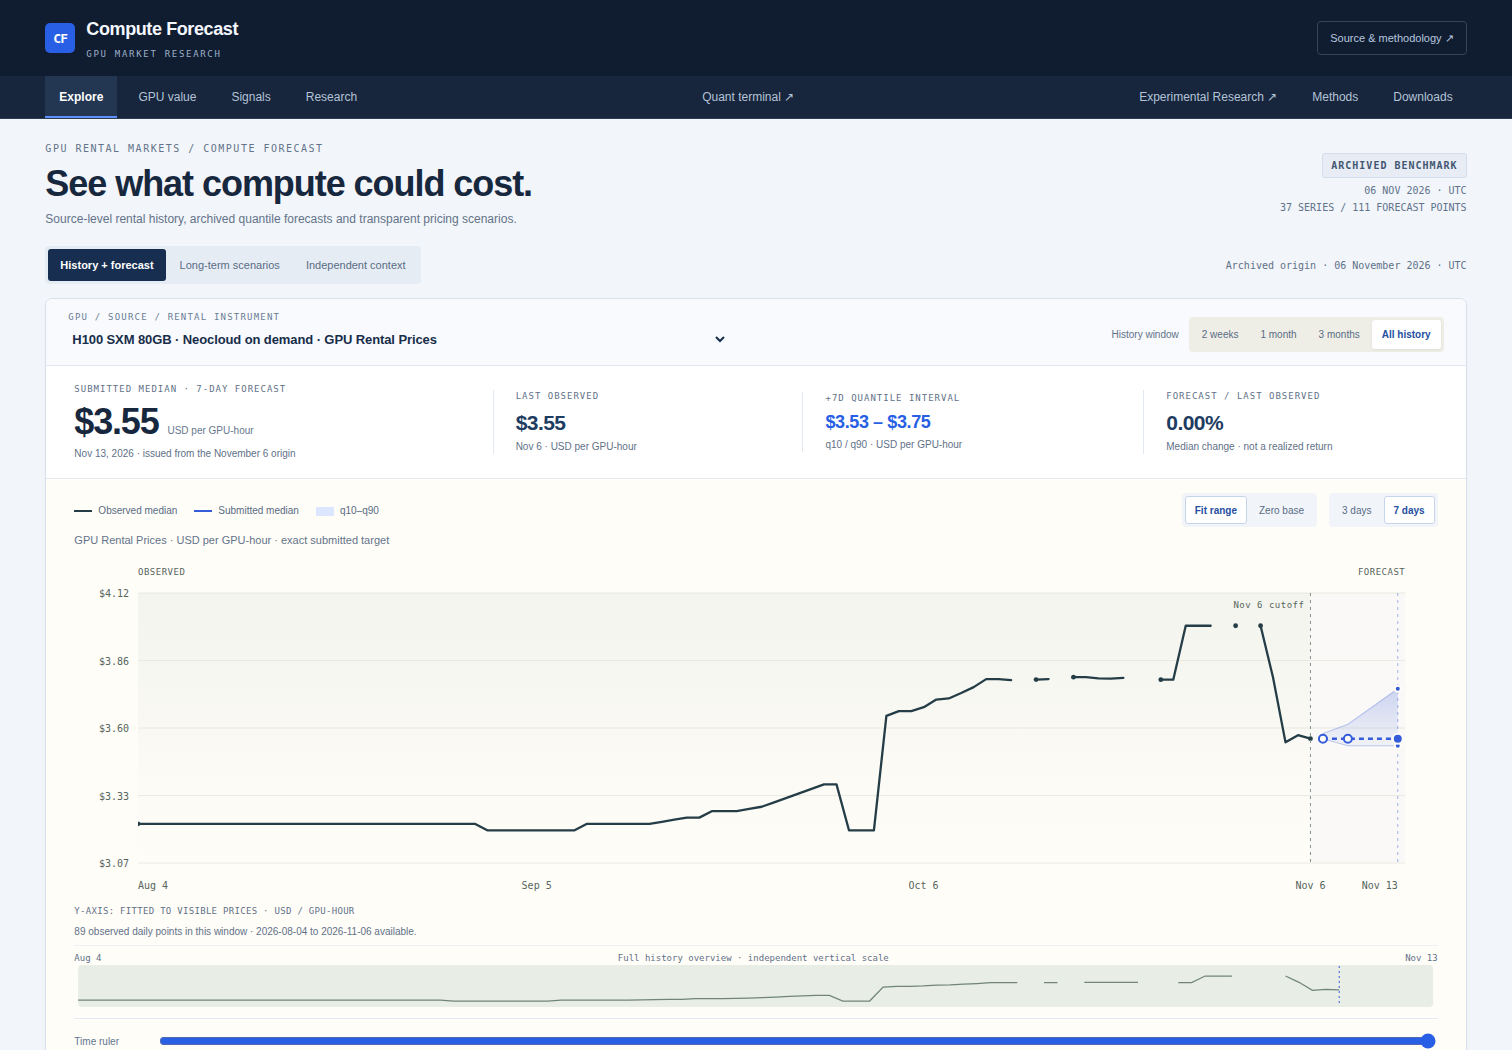 CF
Compute Forecast
GPU MARKET RESEARCH
Source & methodology ↗
Explore
GPU value
Signals
Research
Quant terminal ↗
Experimental Research ↗
Methods
Downloads
GPU RENTAL MARKETS / COMPUTE FORECAST
See what compute could cost.
Source-level rental history, archived quantile forecasts and transparent pricing scenarios.
ARCHIVED BENCHMARK
06 NOV 2026 · UTC
37 SERIES / 111 FORECAST POINTS
History + forecast
Long-term scenarios
Independent context
Archived origin · 06 November 2026 · UTC
GPU / SOURCE / RENTAL INSTRUMENT
H100 SXM 80GB · Neocloud on demand · GPU Rental Prices
History window
2 weeks
1 month
3 months
All history
SUBMITTED MEDIAN · 7-DAY FORECAST
$3.55 USD per GPU-hour
Nov 13, 2026 · issued from the November 6 origin
LAST OBSERVED
$3.55
Nov 6 · USD per GPU-hour
+7D QUANTILE INTERVAL
$3.53 – $3.75
q10 / q90 · USD per GPU-hour
FORECAST / LAST OBSERVED
0.00%
Median change · not a realized return
Observed median
Submitted median
q10–q90
Fit range
Zero base
3 days
7 days
GPU Rental Prices · USD per GPU-hour · exact submitted target
OBSERVED
FORECAST
Nov 6 cutoff
$4.12
$3.86
$3.60
$3.33
$3.07
Aug 4
Sep 5
Oct 6
Nov 6
Nov 13
Y-AXIS: FITTED TO VISIBLE PRICES · USD / GPU-HOUR
89 observed daily points in this window · 2026-08-04 to 2026-11-06 available.
Aug 4
Full history overview · independent vertical scale
Nov 13
Time ruler